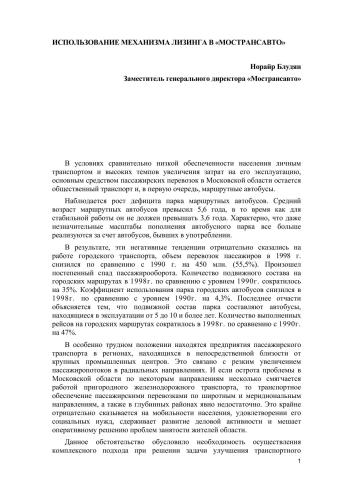 ИСПОЛЬЗОВАНИЕ МЕХАНИЗМА ЛИЗИНГА В «МОСТРАНСАВТО»
Норайр Блудян
Заместитель генерального директора «Мострансавто»
В условиях сравнительно низкой обеспеченности населения личным
транспортом и высоких темпов увеличения затрат на его эксплуатацию,
основным средством пассажирских перевозок в Московской области остается
общественный транспорт и, в первую очередь, маршрутные автобусы.
Наблюдается рост дефицита парка маршрутных автобусов. Средний
возраст маршрутных автобусов превысил 5,6 года, в то время как для
стабильной работы он не должен превышать 3,6 года. Характерно, что даже
незначительные масштабы пополнения автобусного парка все больше
реализуются за счет автобусов, бывших в употреблении.
В результате, эти негативные тенденции отрицательно сказались на
работе городского транспорта, объем перевозок пассажиров в 1998 г.
снизился по сравнению с 1990 г. на 450 млн. (55,5%). Произошел
постепенный спад пассажирооборота. Количество подвижного состава на
городских маршрутах в 1998г. по сравнению с уровнем 1990г. сократилось
на 35%. Коэффициент использования парка городских автобусов снизился в
1998г. по сравнению с уровнем 1990г. на 4,3%. Последнее отчасти
объясняется тем, что подвижной состав парка составляют автобусы,
находящиеся в эксплуатации от 5 до 10 и более лет. Количество выполненных
рейсов на городских маршрутах сократилось в 1998г. по сравнению с 1990г.
на 47%.
В особенно трудном положении находятся предприятия пассажирского
транспорта в регионах, находящихся в непосредственной близости от
крупных промышленных центров. Это связано с резким увеличением
пассажиропотоков в радиальных направлениях. И если острота проблемы в
Московской области по некоторым направлениям несколько смягчается
работой пригородного железнодорожного транспорта, то транспортное
обеспечение пассажирскими перевозками по широтным и меридиональным
направлениям, а также в глубинных районах явно недостаточно. Это крайне
отрицательно сказывается на мобильности населения, удовлетворении его
социальных нужд, сдерживает развитие деловой активности и мешает
оперативному решению проблем занятости жителей области.
Данное обстоятельство обусловило необходимость осуществления
комплексного подхода при решении задачи улучшения транспортного
1